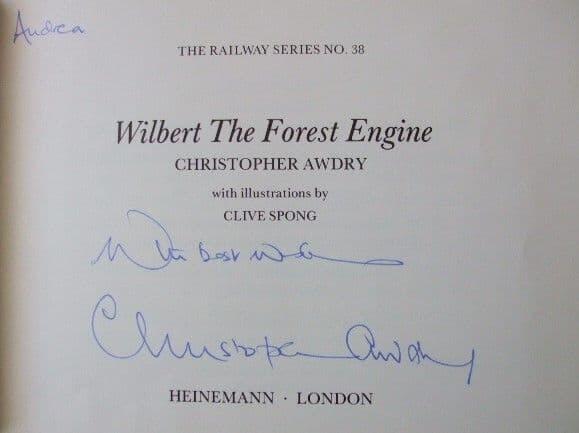 Andrea
THE RAILWAY SERIES NO. 38
Wilbert The Forest Engine
CHRISTOPHER AWDRY
with illustrations by
CLIVE SPONG
With best wishes
Christopher Awdry
HEINEMANN · LONDON